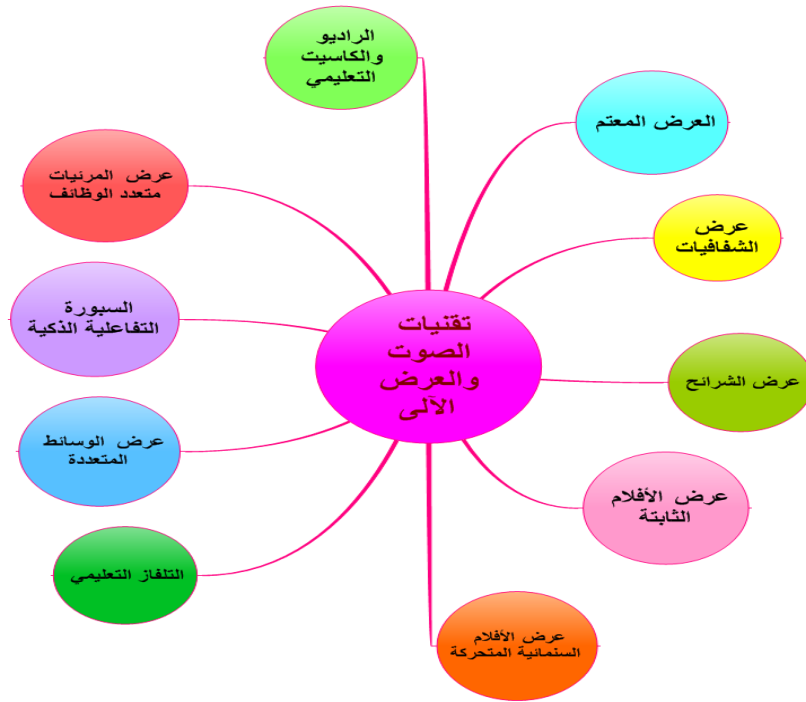 الراديو
والكاسيت
التعليمي
العرض المعتم
عرض
الشفافيات
عرض الشرائح
عرض الأفلام
الثابتة
عرض الأفلام
السنمائية المتحركة
التلفاز التعليمي
عرض الوسائط
المتعددة
السبورة
التفاعلية الذكية
عرض المرئيات
متعدد الوظائف
تقنيات
الصوت
والعرض
الآلى